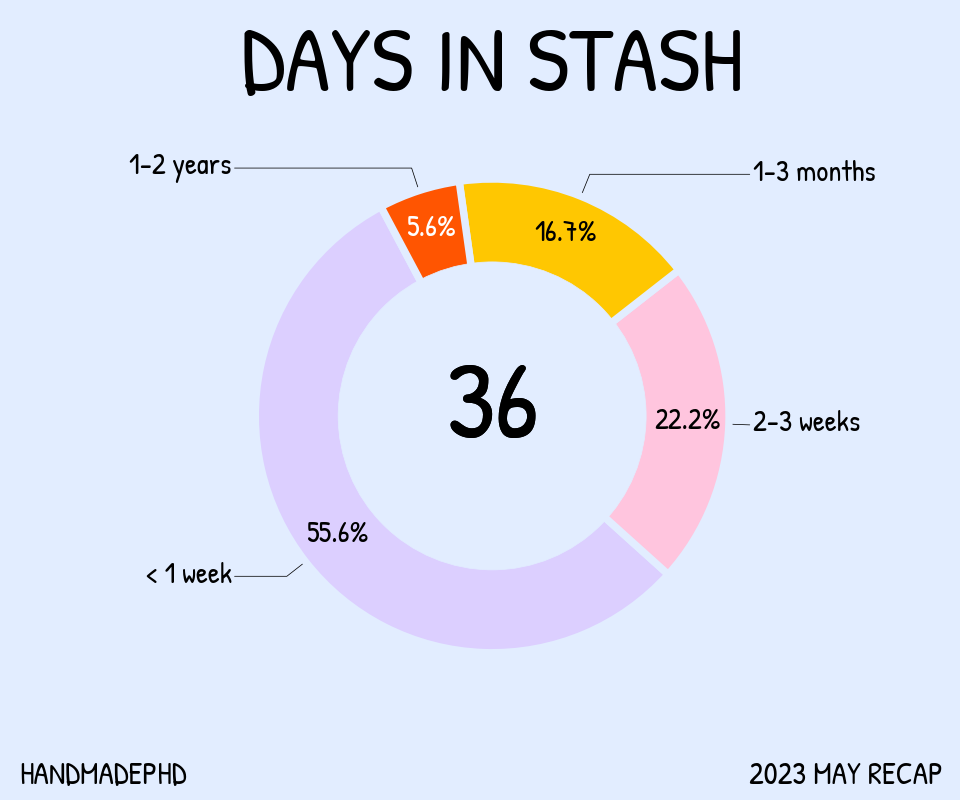 DAYS IN STASH
1-2 years
1-3 months
5.6%
16.7%
36
22.2%
2-3 weeks
55.6%
< 1 week
HANDMADEPHD
2023 MAY RECAP